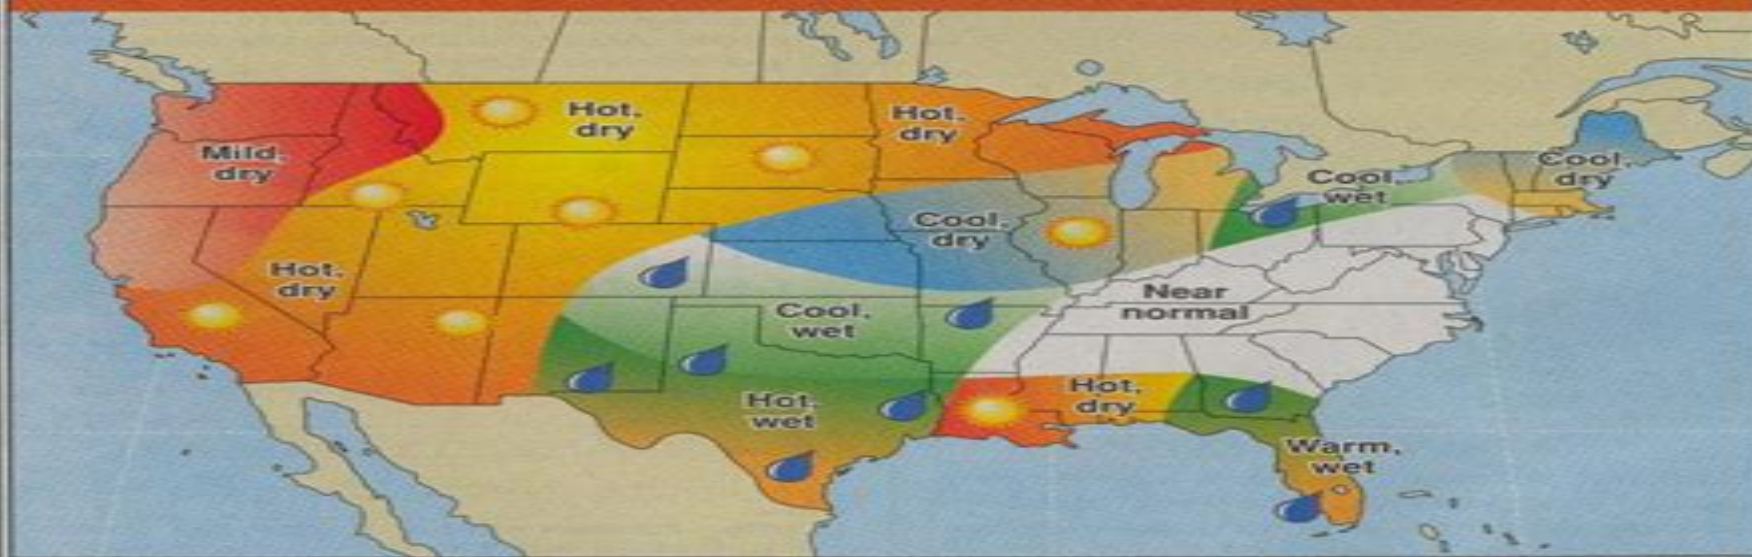 Hot,
dry
Hot,
dry
Mild,
dry
Cool,
dry
Cool,
wet
Cool,
dry
Hot,
dry
Near
normal
Cool,
wet
Hot,
wet
Hot,
dry
Warm,
wet